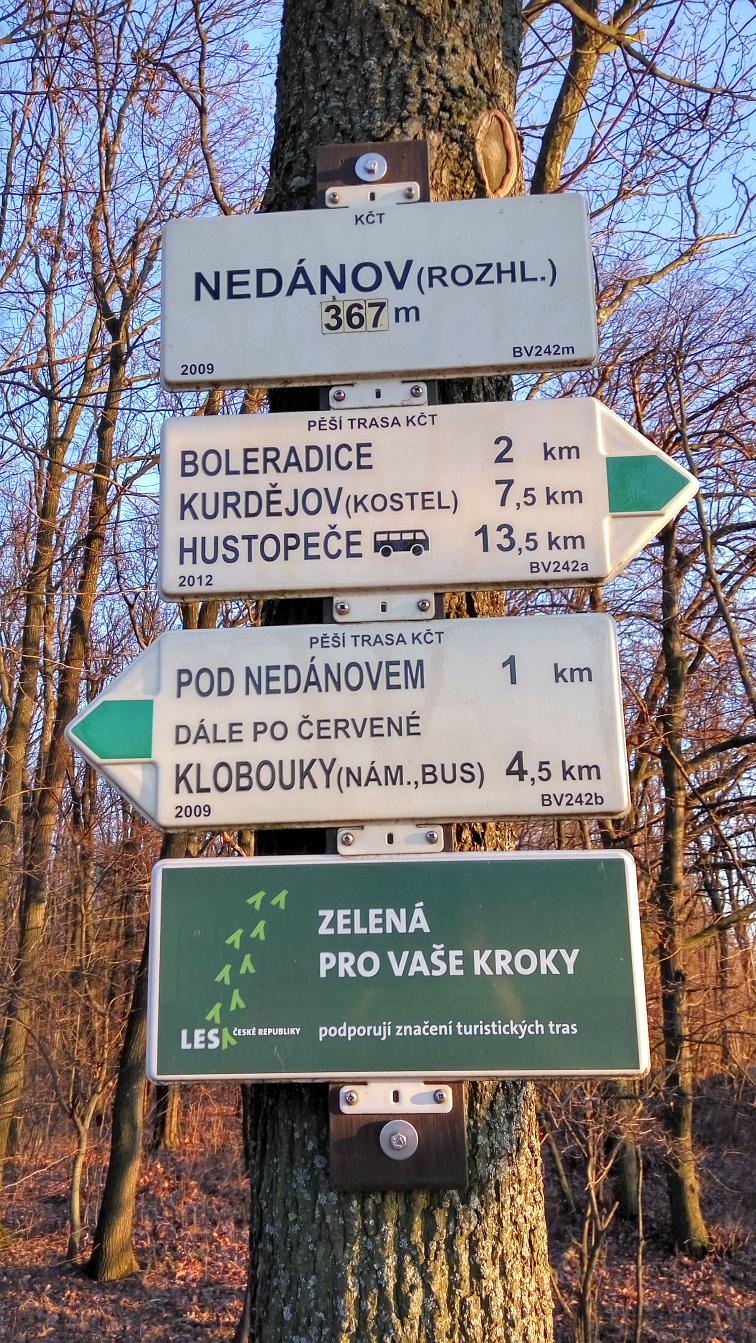 KČT
NEDÁNOV(ROZHL.)
367 m
2009 BV242m
PĚŠÍ TRASA KČT
BOLERADICE 2 km
KURDĚJOV(KOSTEL) 7,5 km
HUSTOPEČE 13,5 km
2012 BV242a
PĚŠÍ TRASA KČT
POD NEDÁNOVEM 1 km
DÁLE PO ČERVENÉ
KLOBOUKY(NÁM.,BUS) 4,5 km
2009 BV242b
ZELENÁ
PRO VAŠE KROKY
LESY ČESKÉ REPUBLIKY podporují značení turistických tras